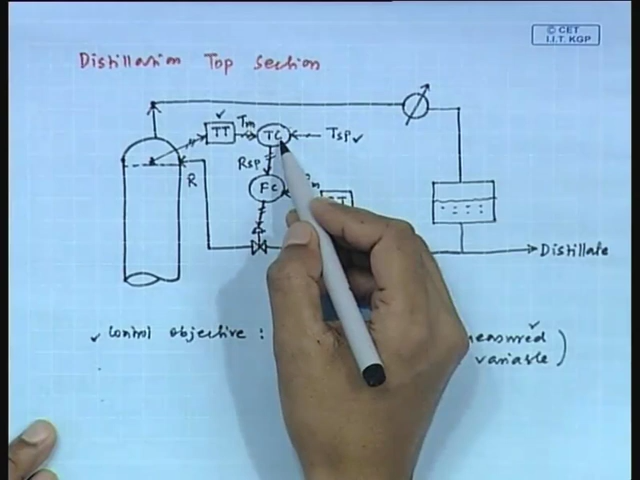 © CET
I.I.T. KGP
Distillation Top Section
TT Tm TC Tsp
Rsp
R FC
Distillate
Control objective : measured
variable